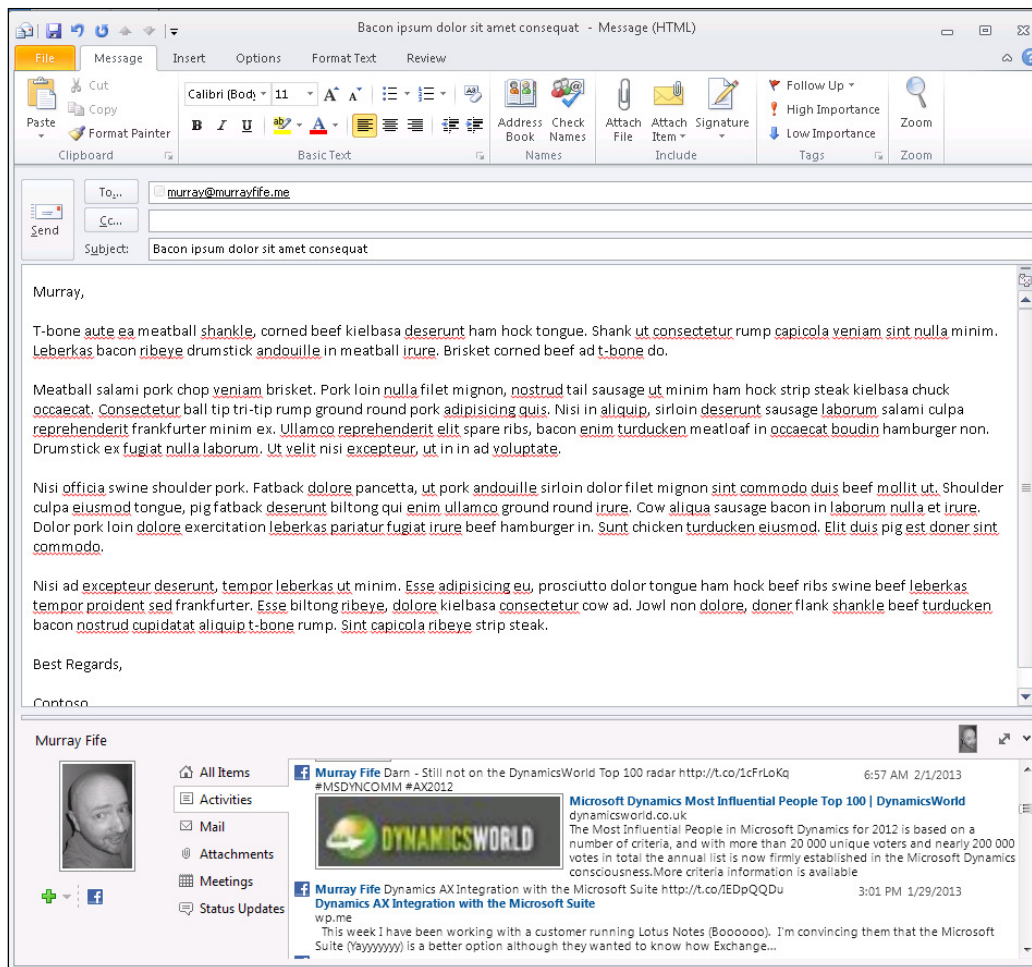 Bacon ipsum dolor sit amet consequat - Message (HTML)
File Message Insert Options Format Text Review
Paste
Cut
Copy
Format Painter
Clipboard
Calibri (Body 11
Basic Text
Address Book
Check Names
Names
Attach File
Attach Item
Signature
Include
Follow Up
High Importance
Low Importance
Tags
Zoom
Zoom
Send
To...
murray@murrayfife.me
Cc...
Subject: Bacon ipsum dolor sit amet consequat
Murray,
T-bone aute ea meatball shankle, corned beef kielbasa deserunt ham hock tongue. Shank ut consectetur rump capicola veniam sint nulla minim.
Leberkas bacon ribeye drumstick andouille in meatball irure. Brisket corned beef ad t-bone do.
Meatball salami pork chop veniam brisket. Pork loin nulla filet mignon, nostrud tail sausage ut minim ham hock strip steak kielbasa chuck
occaecat. Consectetur ball tip tri-tip rump ground round pork adipisicing quis. Nisi in aliquip, sirloin deserunt sausage laborum salami culpa
reprehenderit frankfurter minim ex. Ullamco reprehenderit elit spare ribs, bacon enim turducken meatloaf in occaecat boudin hamburger non.
Drumstick ex fugiat nulla laborum. Ut velit nisi excepteur, ut in in ad voluptate.
Nisi officia swine shoulder pork. Fatback dolore pancetta, ut pork andouille sirloin dolor filet mignon sint commodo duis beef mollit ut. Shoulder
culpa eiusmod tongue, pig fatback deserunt biltong qui enim ullamco ground round irure. Cow aliqua sausage bacon in laborum nulla et irure.
Dolor pork loin dolore exercitation leberkas pariatur fugiat irure beef hamburger in. Sunt chicken turducken eiusmod. Elit duis pig est doner sint
commodo.
Nisi ad excepteur deserunt, tempor leberkas ut minim. Esse adipisicing eu, prosciutto dolor tongue ham hock beef ribs swine beef leberkas
tempor proident sed frankfurter. Esse biltong ribeye, dolore kielbasa consectetur cow ad. Jowl non dolore, doner flank shankle beef turducken
bacon nostrud cupidatat aliquip t-bone rump. Sint capicola ribeye strip steak.
Best Regards,
Contoso
Murray Fife
All Items
Activities
Mail
Attachments
Meetings
Status Updates
Murray Fife Darn - Still not on the DynamicsWorld Top 100 radar http://t.co/1cFrLoKq 6:57 AM 2/1/2013
#MSDYNCOMM #AX2012
DYNAMICSWORLD
Microsoft Dynamics Most Influential People Top 100 | DynamicsWorld
dynamicsworld.co.uk
The Most Influential People in Microsoft Dynamics for 2012 is based on a
number of criteria, and with more than 20 000 unique voters and nearly 200 000
votes in total the annual list is now firmly established in the Microsoft Dynamics
consciousness.More criteria information is available
Murray Fife Dynamics AX Integration with the Microsoft Suite http://t.co/IEDpQQDu 3:01 PM 1/29/2013
Dynamics AX Integration with the Microsoft Suite
wp.me
This week I have been working with a customer running Lotus Notes (Boooooo). I'm convincing them that the Microsoft
Suite (Yayyyyyy) is a better option although they wanted to know how Exchange...